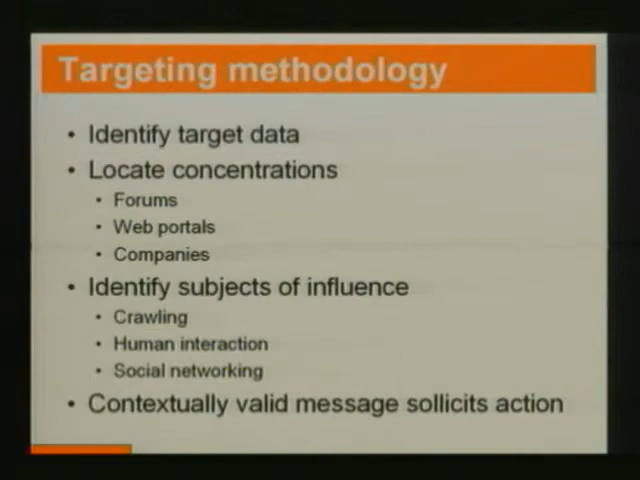 Targeting methodology
• Identify target data
• Locate concentrations
• Forums
• Web portals
• Companies
• Identify subjects of influence
• Crawling
• Human interaction
• Social networking
• Contextually valid message sollicits action